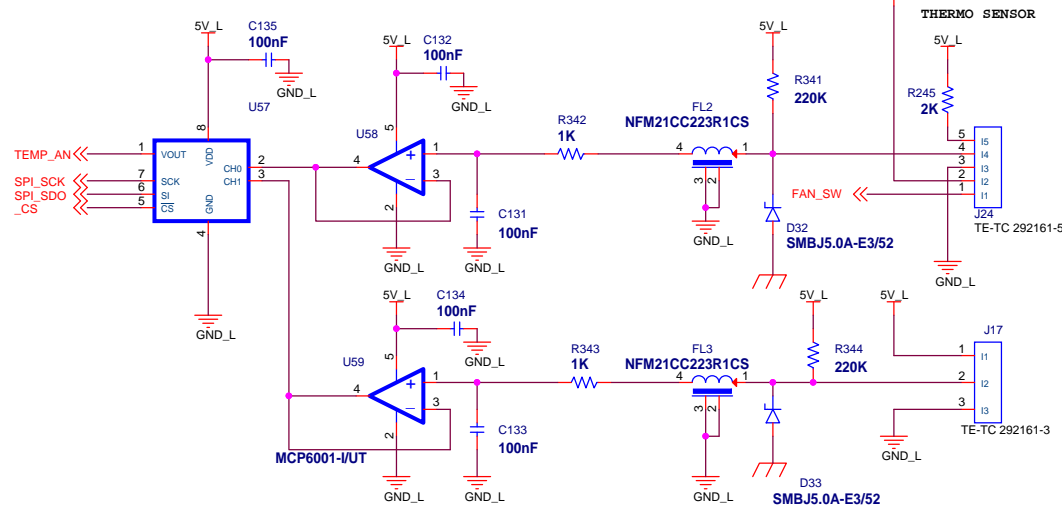 THERMO SENSOR
5V_L
C135
100nF
GND_L
U57
8
VDD
TEMP_AN
1
VOUT
SPI_SCK
7
SCK
SPI_SDO
6
SI
_CS
5
CS
GND
4
GND_L
CH0
2
CH1
3
5V_L
C132
100nF
GND_L
U58
5
4
+
1
-
3
2
GND_L
C131
100nF
GND_L
R342
1K
FL2
NFM21CC223R1CS
4
1
3
2
GND_L
5V_L
R341
220K
D32
SMBJ5.0A-E3/52
FAN_SW
5V_L
R245
2K
5
I5
4
I4
3
I3
2
I2
1
I1
J24
TE-TC 292161-5
GND_L
5V_L
C134
100nF
GND_L
U59
5
4
+
1
-
3
2
MCP6001-I/UT
GND_L
C133
100nF
GND_L
R343
1K
FL3
NFM21CC223R1CS
4
1
3
2
GND_L
5V_L
R344
220K
D33
SMBJ5.0A-E3/52
5V_L
J17
1
I1
2
I2
3
I3
TE-TC 292161-3
GND_L